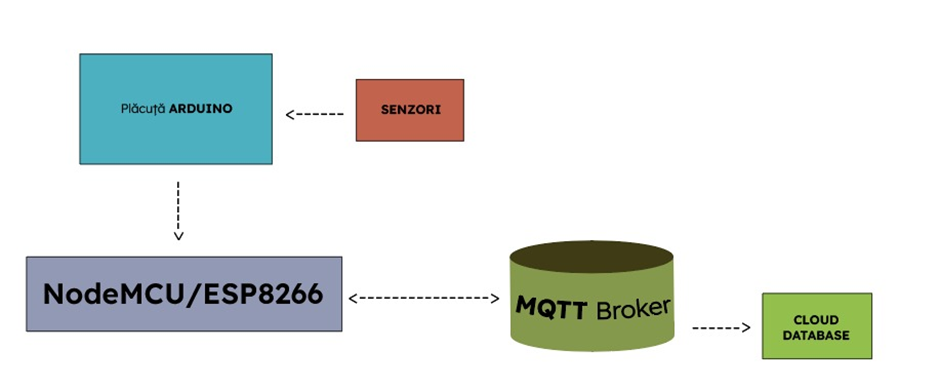 Plăcuță ARDUINO
SENZORI
NodeMCU/ESP8266
MQTT Broker
CLOUD
DATABASE